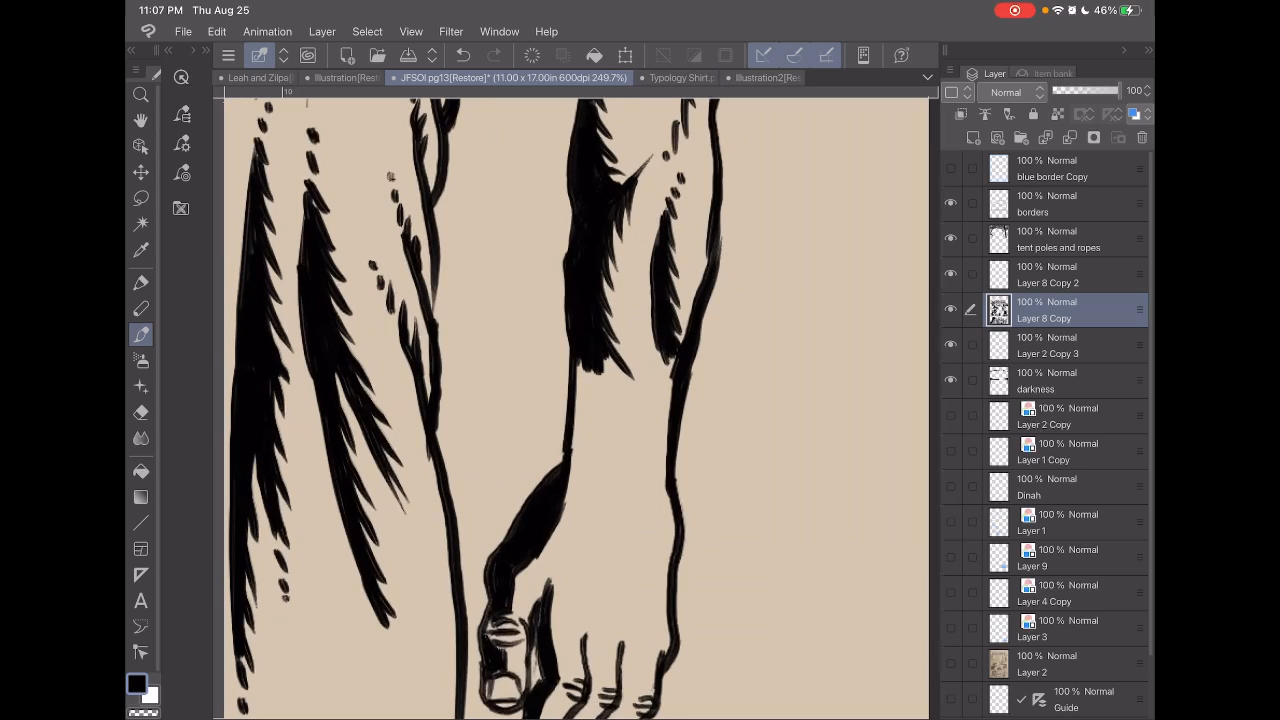 11:07 PM Thu Aug 25
46%
File Edit Animation Layer Select View Filter Window Help
Leah and Zilpa
Illustration[Rest
JFSOI pg13[Restore]* (11.00 x 17.00in 600dpi 249.7%)
Typology Shirt.
Illustration2[Res
10
Layer
Item bank
Normal
100
100 % Normal
blue border Copy
100 % Normal
borders
100 % Normal
tent poles and ropes
100 % Normal
Layer 8 Copy 2
100 % Normal
Layer 8 Copy
100 % Normal
Layer 2 Copy 3
100 % Normal
darkness
100 % Normal
Layer 2 Copy
100 % Normal
Layer 1 Copy
100 % Normal
Dinah
100 % Normal
Layer 1
100 % Normal
Layer 9
100 % Normal
Layer 4 Copy
100 % Normal
Layer 3
100 % Normal
Layer 2
100 % Normal
Guide